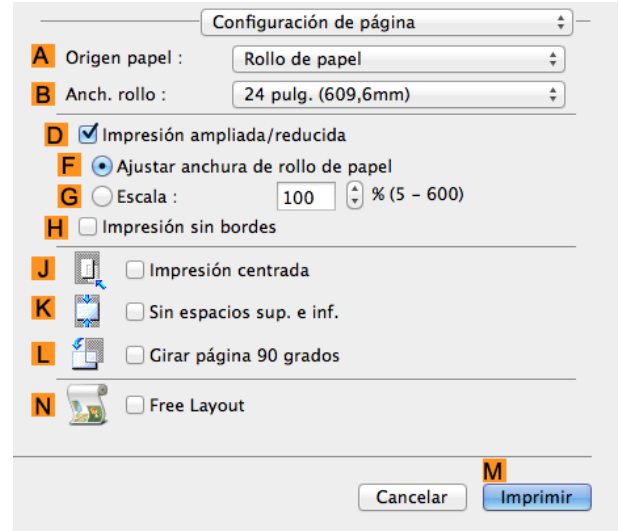 Configuración de página
A Origen papel : Rollo de papel
B Anch. rollo : 24 pulg. (609,6mm)
D Impresión ampliada/reducida
F Ajustar anchura de rollo de papel
G Escala : 100 % (5 - 600)
H Impresión sin bordes
J Impresión centrada
K Sin espacios sup. e inf.
L Girar página 90 grados
N Free Layout
M
Cancelar Imprimir